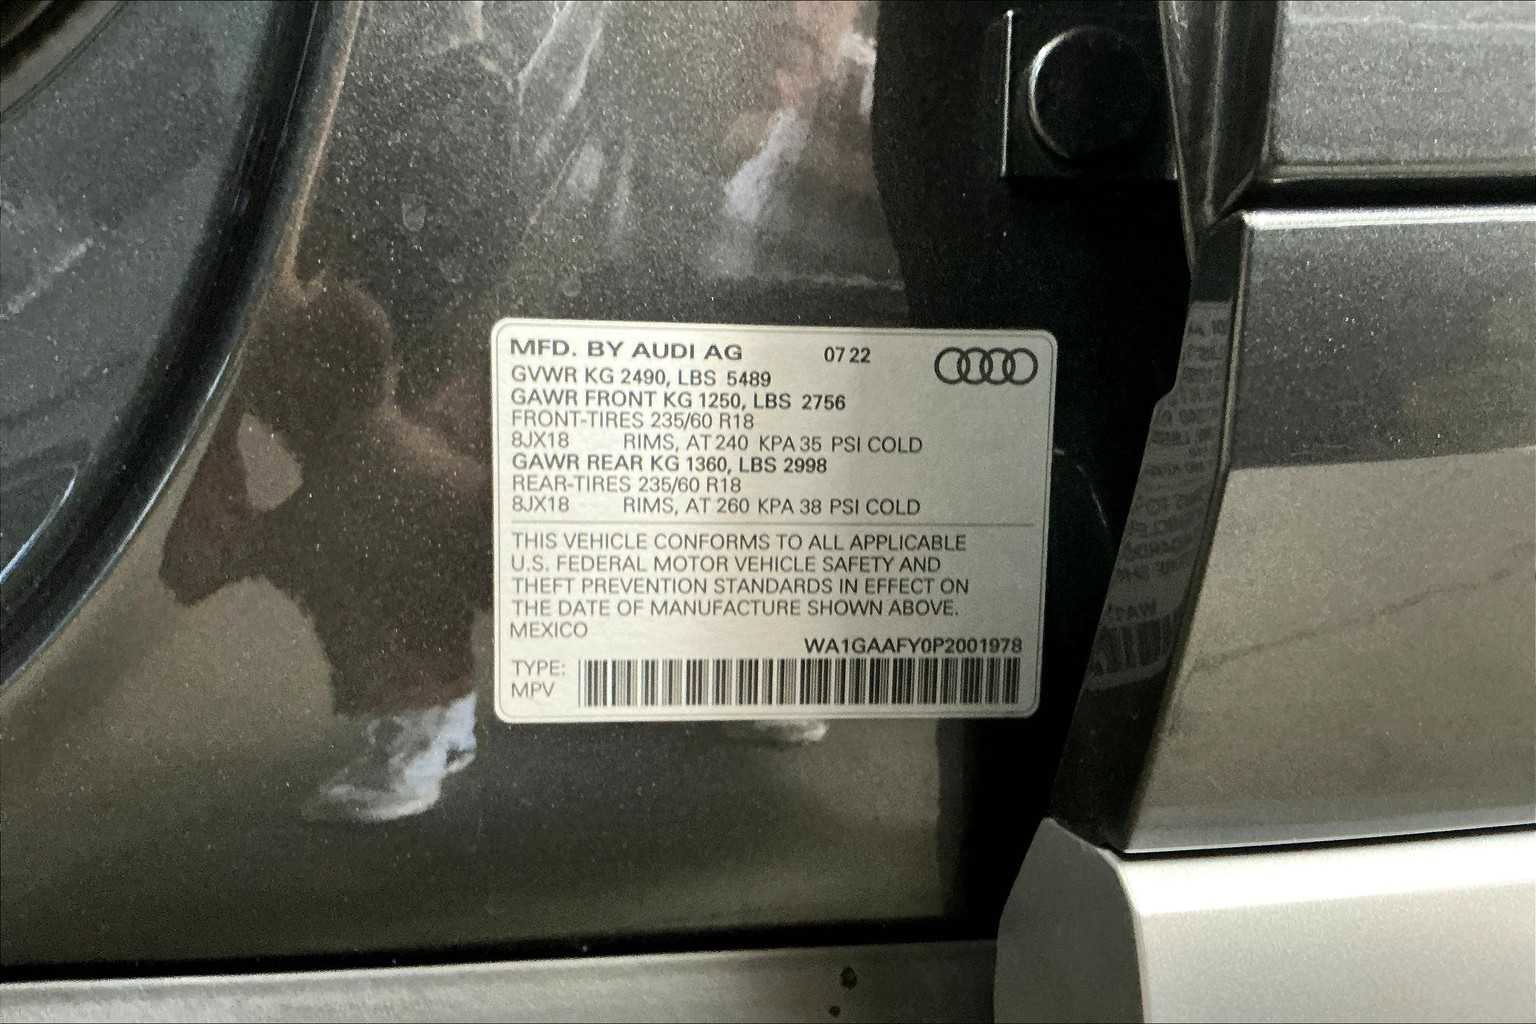 MFD. BY AUDI AG 07 22
GVWR KG 2490, LBS 5489
GAWR FRONT KG 1250, LBS 2756
FRONT-TIRES 235/60 R18
8JX18 RIMS, AT 240 KPA 35 PSI COLD
GAWR REAR KG 1360, LBS 2998
REAR-TIRES 235/60 R18
8JX18 RIMS, AT 260 KPA 38 PSI COLD
THIS VEHICLE CONFORMS TO ALL APPLICABLE
U.S. FEDERAL MOTOR VEHICLE SAFETY AND
THEFT PREVENTION STANDARDS IN EFFECT ON
THE DATE OF MANUFACTURE SHOWN ABOVE.
MEXICO
WA1GAAFY0P2001978
TYPE:
MPV